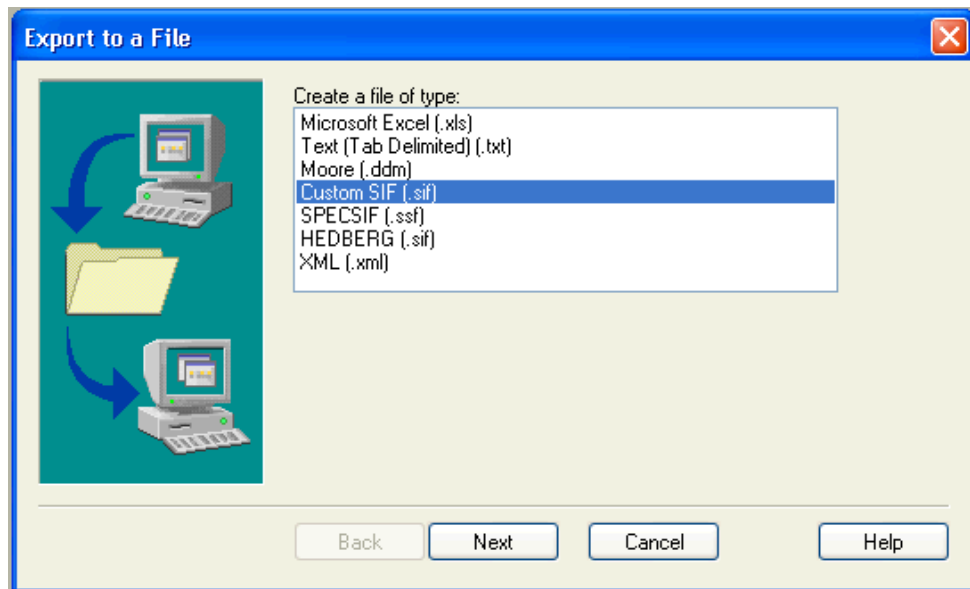 Export to a File
Create a file of type:
Microsoft Excel (.xls)
Text (Tab Delimited) (.txt)
Moore (.ddm)
Custom SIF (.sif)
SPECSIF (.ssf)
HEDBERG (.sif)
XML (.xml)
Back Next Cancel Help